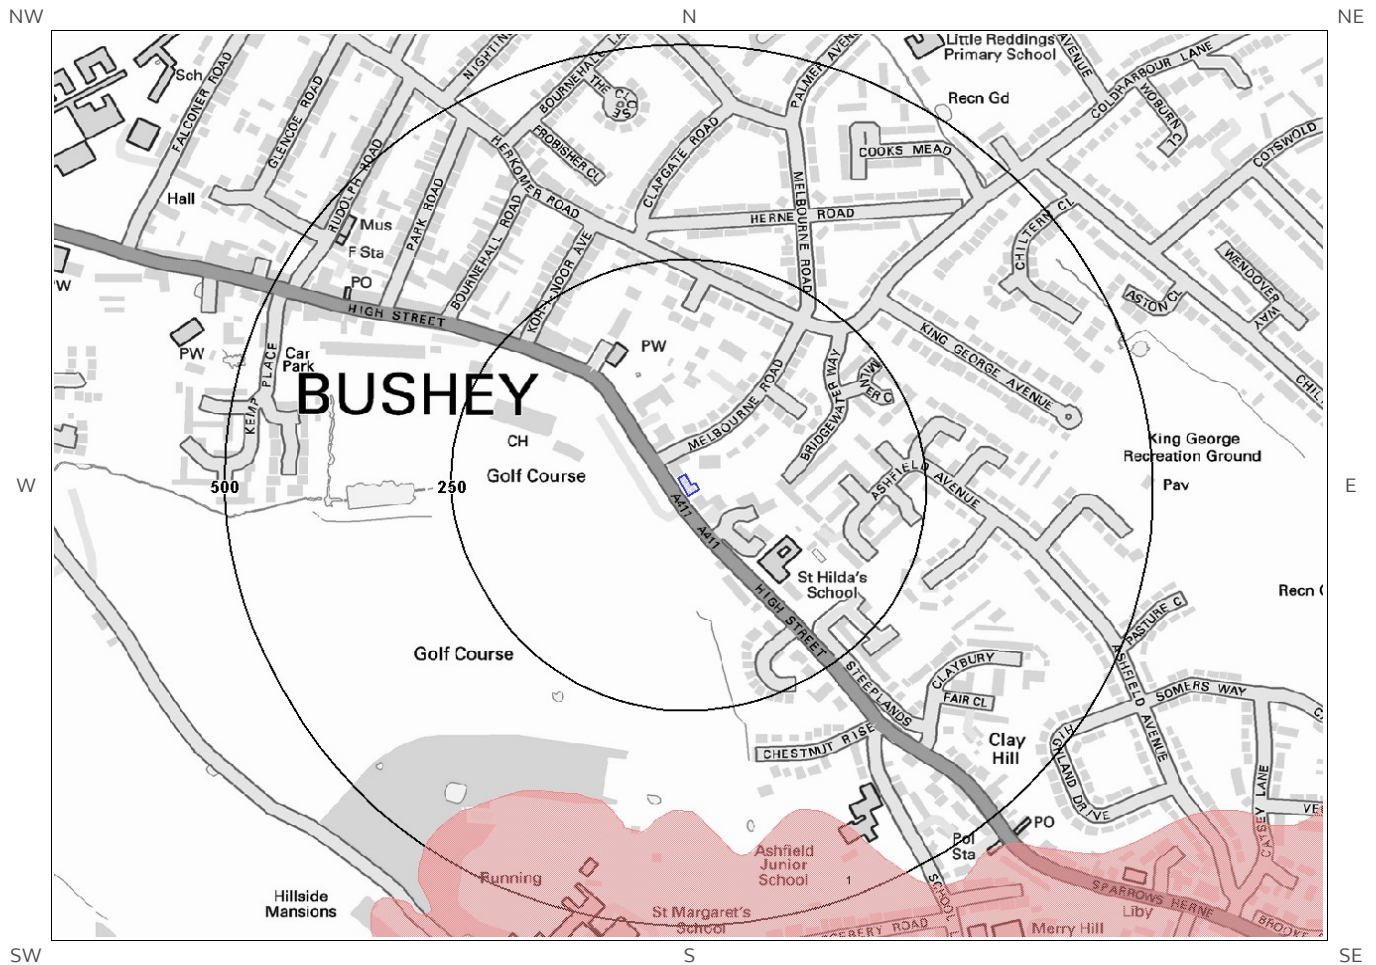 NW
N
NE
Little Reddings
Primary School
AVENUE
COLDHARBOUR LANE
Sch
FALCONER ROAD
GLENCOE ROAD
BOURNEHALL
THE
CLOSE
PALMER
Recn Gd
WOBURN CL
COTSWOLD
FROBISHER CL
CLAPGATE ROAD
COOKS MEAD
HERKOMER ROAD
RUDOLPH ROAD
PARK ROAD
BOURNEHALL ROAD
MELBOURNE ROAD
Hall
HERNE ROAD
CHILTERN CL
Mus
F Sta
KOH-I-NOOR AVE
WENDOVER WAY
PO
ASTON CL
HIGH STREET
KING GEORGE AVENUE
PW
PW
Car
Park
KEMP PLACE
MILNER C
BRIDGEWATER WAY
MELBOURNE ROAD
BUSHEY
CH
King George
Recreation Ground
Golf Course
ASHFIELD AVENUE
Pav
W
500
250
E
A411
A411
St Hilda's
School
HIGH STREET
Recn
PASTURE C
Golf Course
CLAYBURY
FAIR CL
STEEPLANDS
ASHFIELD AVENUE
SOMERS WAY
CHESTNUT RISE
Clay
Hill
HIGHLAND DRIVE
CATSEY LANE
PO
Pol
Sta
Ashfield
Junior
School
Running
Hillside
Mansions
St Margaret's
School
SCHOOL
SPARROWS HERNE
Liby
Merry Hill
ROAD
SW
S
SE